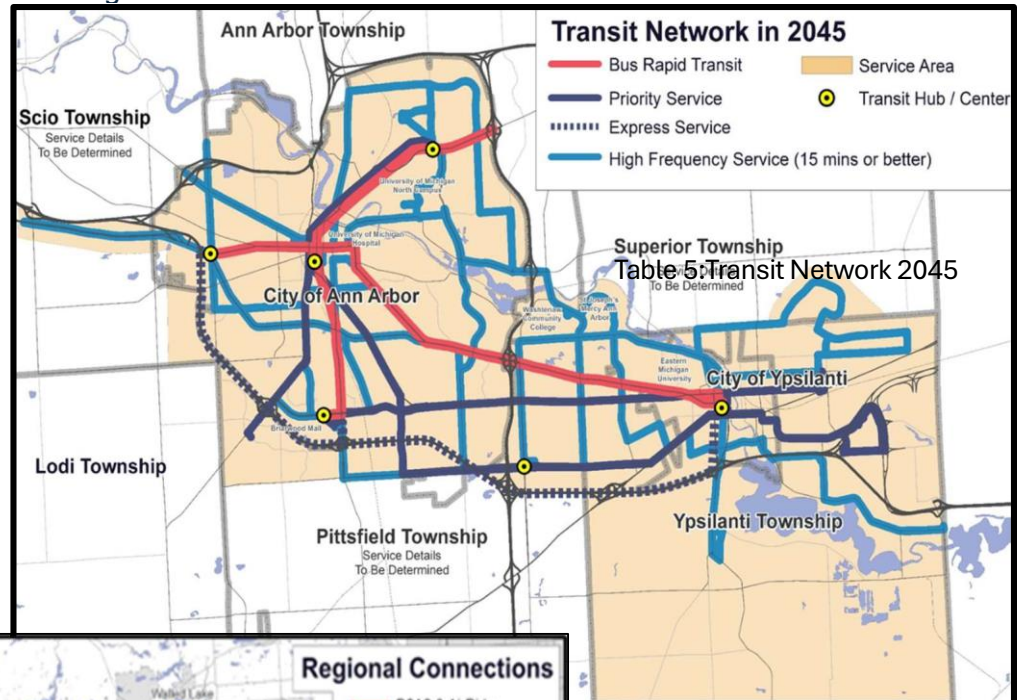 Ann Arbor Township
Transit Network in 2045
Bus Rapid Transit
Service Area
Priority Service
Transit Hub / Center
Express Service
High Frequency Service (15 mins or better)
Scio Township
Service Details
To Be Determined
University of Michigan
North Campus
University of Michigan
Hospital
Superior Township
Table 5:Transit Network 2045
To Be Determined
City of Ann Arbor
Washtenaw
Community
College
Mercy Ann
Arbor
Eastern
Michigan
University
City of Ypsilanti
Briarwood Mall
Lodi Township
Ypsilanti Township
Pittsfield Township
Service Details
To Be Determined
Regional Connections
Walled Lake